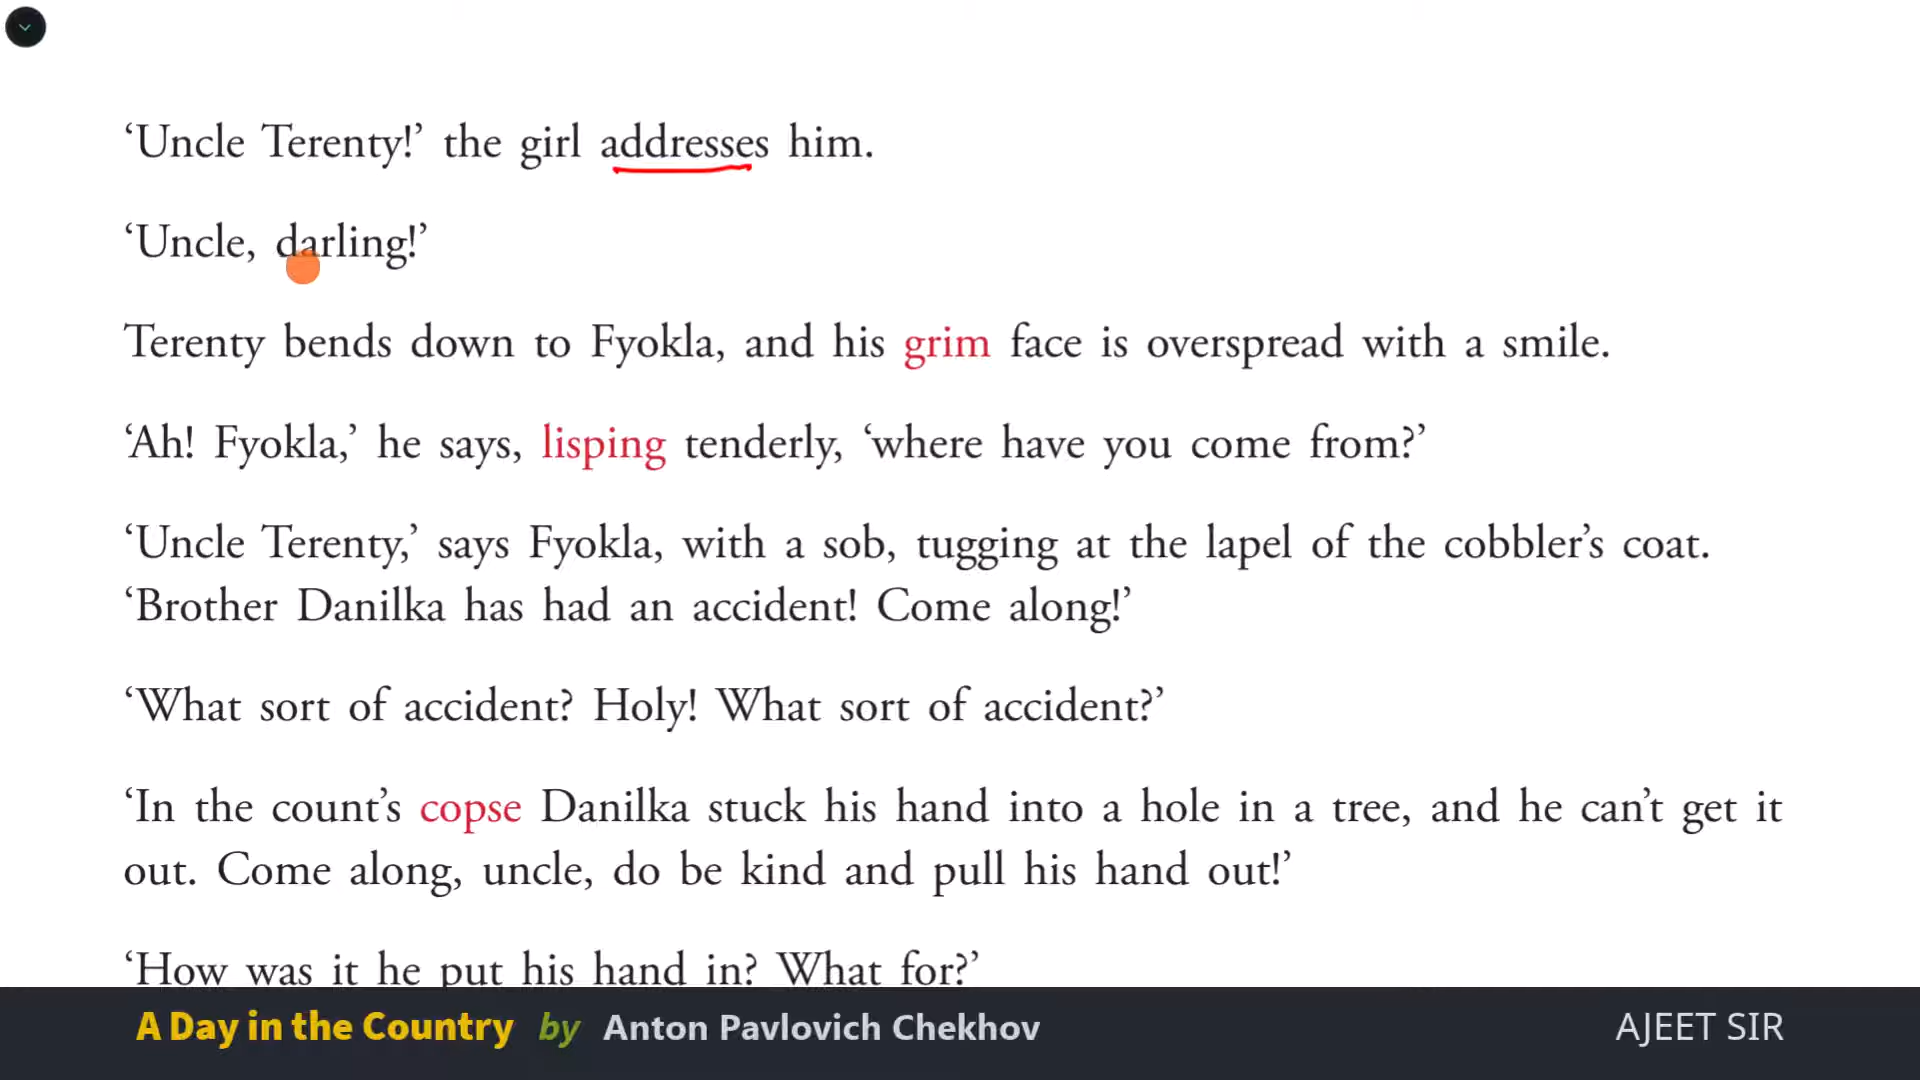 ‘Uncle Terenty!’ the girl addresses him.
‘Uncle, darling!’
Terenty bends down to Fyokla, and his grim face is overspread with a smile.
‘Ah! Fyokla,’ he says, lisping tenderly, ‘where have you come from?’
‘Uncle Terenty,’ says Fyokla, with a sob, tugging at the lapel of the cobbler’s coat.
‘Brother Danilka has had an accident! Come along!’
‘What sort of accident? Holy! What sort of accident?’
‘In the count’s copse Danilka stuck his hand into a hole in a tree, and he can’t get it
out. Come along, uncle, do be kind and pull his hand out!’
‘How was it he put his hand in? What for?’
A Day in the Country by Anton Pavlovich Chekhov AJEET SIR